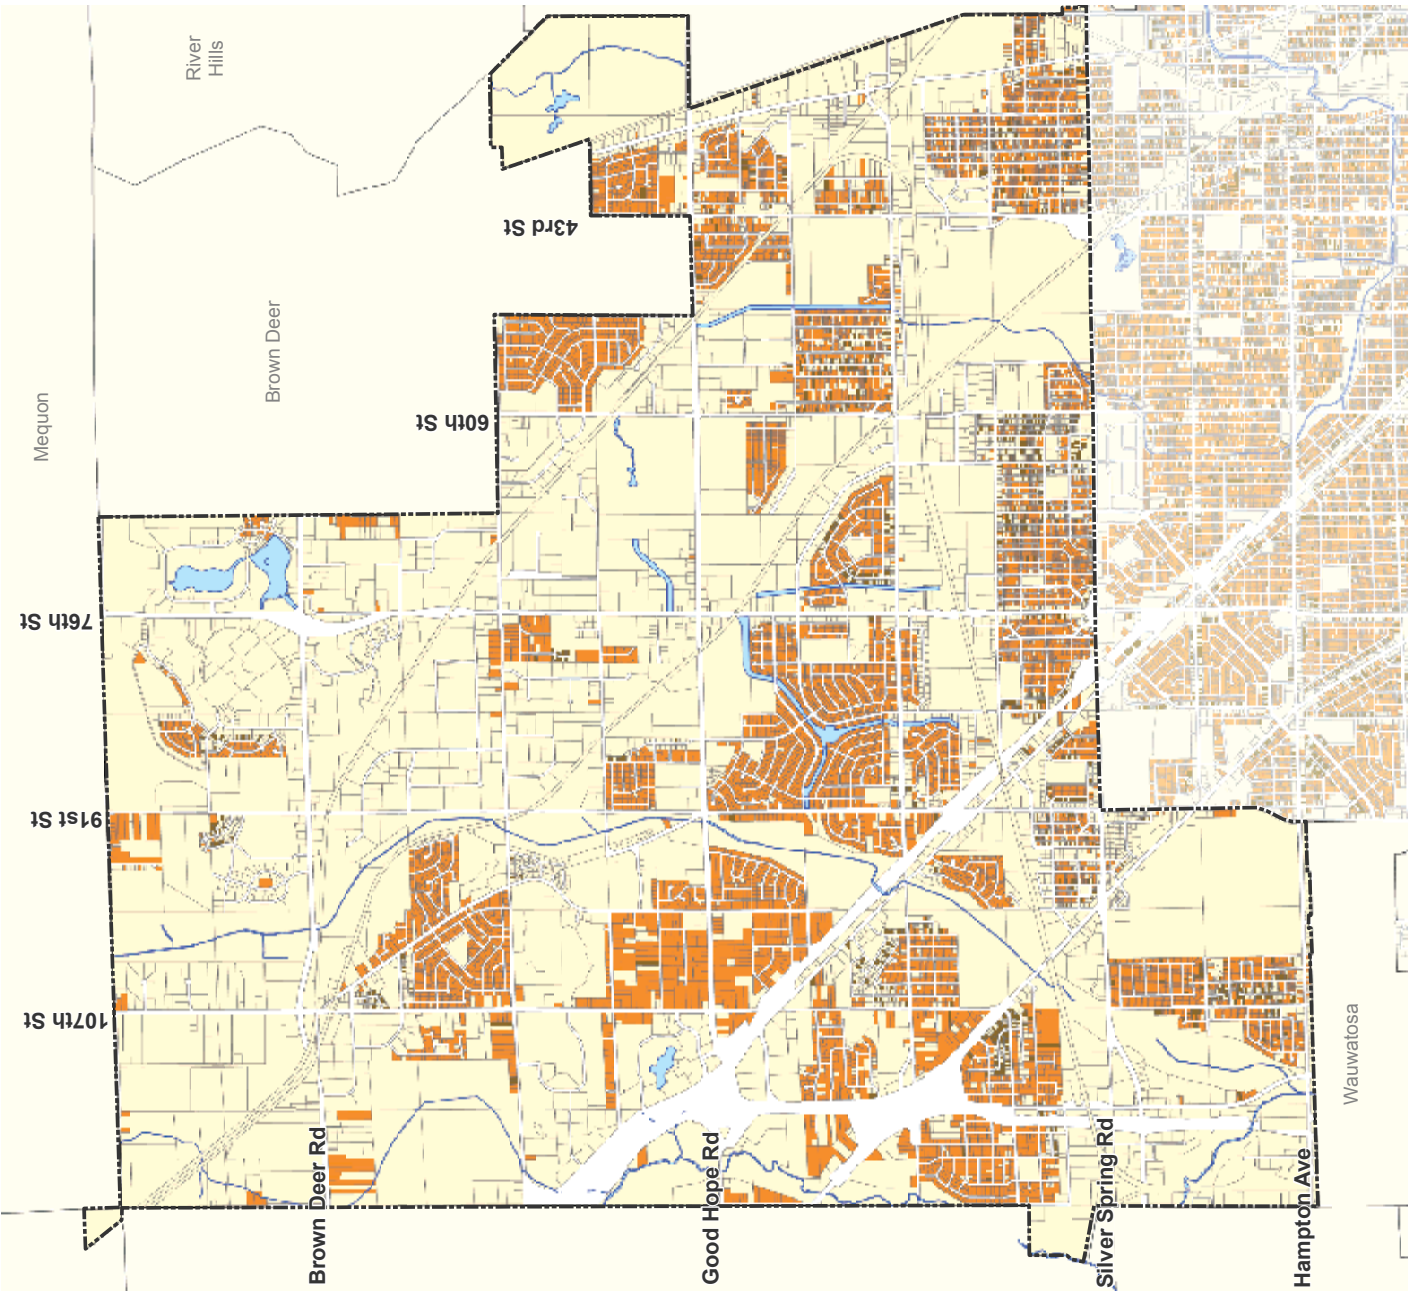 River
Hills
43rd St
Brown Deer
Mequon
60th St
76th St
91st St
107th St
Wauwatosa
Brown Deer Rd
Good Hope Rd
Silver Spring Rd
Hampton Ave